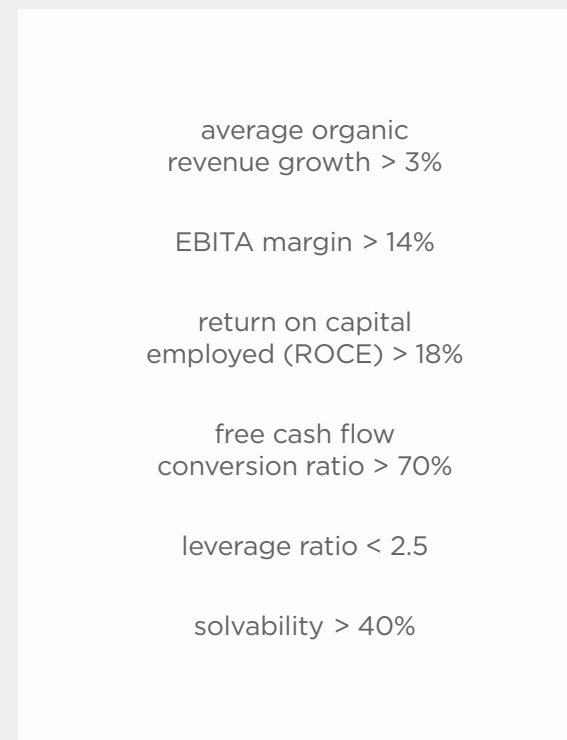 average organic
revenue growth > 3%
EBITA margin > 14%
return on capital
employed (ROCE) > 18%
free cash flow
conversion ratio > 70%
leverage ratio < 2.5
solvability > 40%